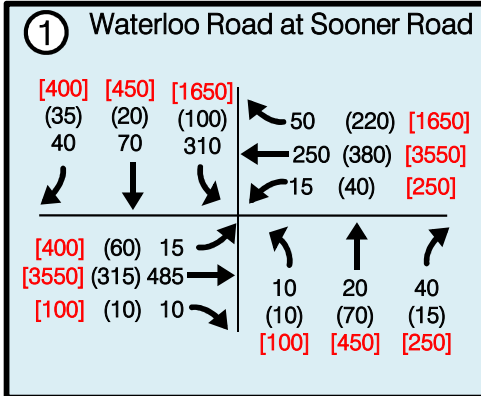 1 Waterloo Road at Sooner Road
[400] [450] [1650]
(35) (20) (100)
40 70 310
50 (220) [1650]
250 (380) [3550]
15 (40) [250]
[400] (60) 15
[3550] (315) 485
[100] (10) 10
10 20 40
(10) (70) (15)
[100] [450] [250]